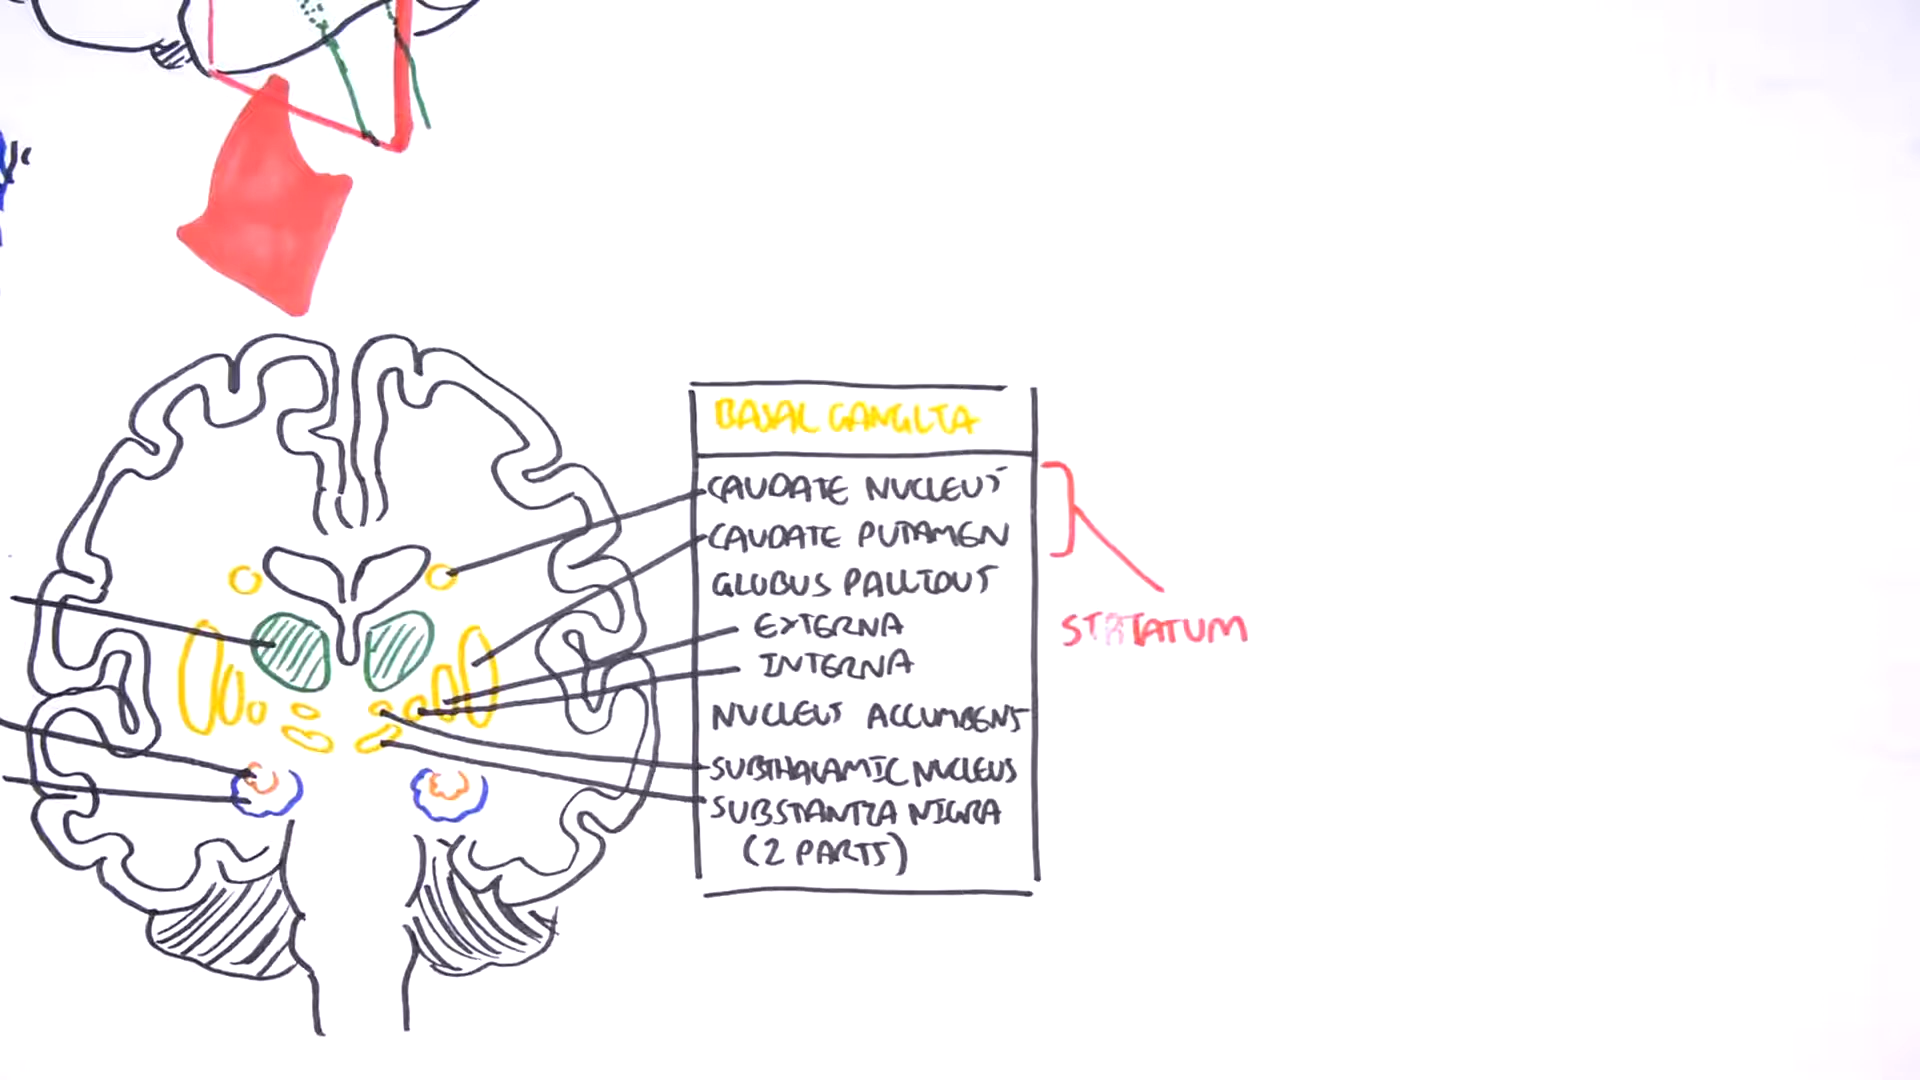 BASAL GANGLIA
CAUDATE NUCLEUS
CAUDATE PUTAMEN
GLOBUS PALLIDUS
EXTERNA
INTERNA
NUCLEUS ACCUMBENS
SUBTHALAMIC NUCLEUS
SUBSTANTIA NIGRA
(2 PARTS)
STRIATUM